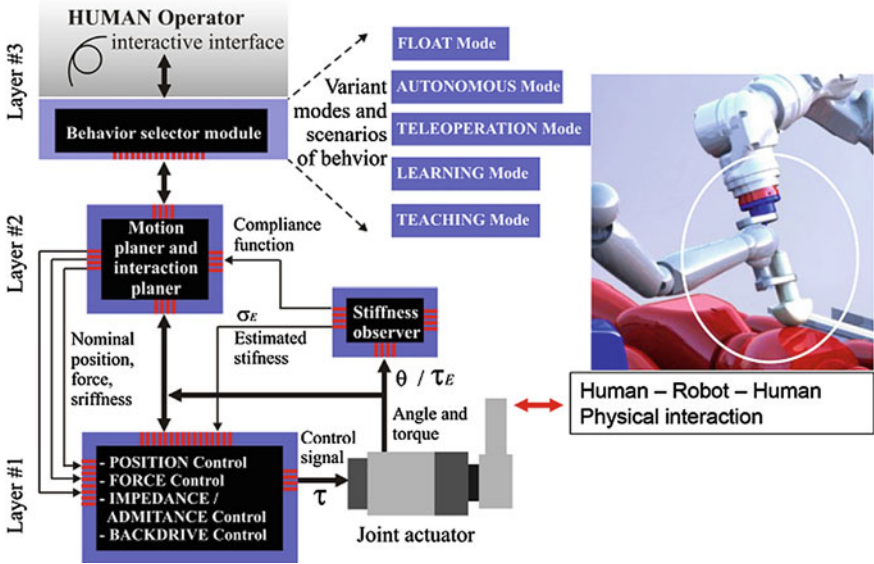 Layer #3
HUMAN Operator
interactive interface
Behavior selector module
Variant
modes and
scenarios
of behvior
FLOAT Mode
AUTONOMOUS Mode
TELEOPERATION Mode
LEARNING Mode
TEACHING Mode
Layer #2
Motion
planer and
interaction
planer
Compliance
function
σE
Estimated
stifness
Stiffness
observer
Nominal
position,
force,
sriffness
θ / τE
Angle and
torque
Human – Robot – Human
Physical interaction
Layer #1
- POSITION Control
- FORCE Control
- IMPEDANCE /
ADMITANCE Control
- BACKDRIVE Control
Control
signal
τ
Joint actuator